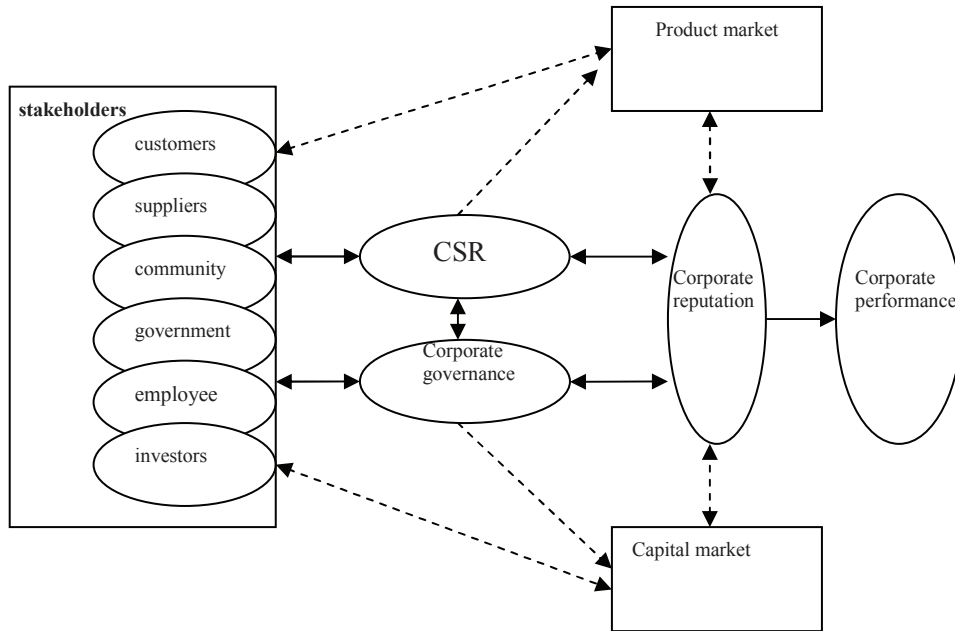 Product market
stakeholders
customers
suppliers
community
government
employee
investors
CSR
Corporate
governance
Corporate
reputation
Corporate
performance
Capital market